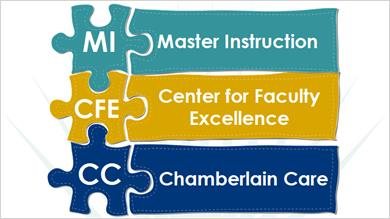 MI Master Instruction
CFE Center for Faculty
Excellence
CC Chamberlain Care